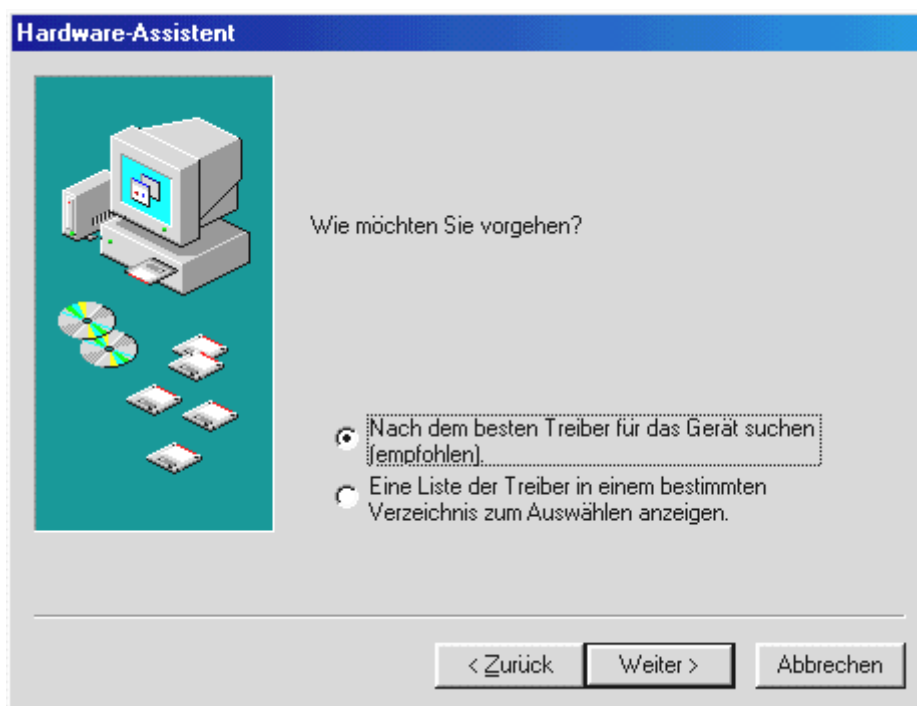 Hardware-Assistent
Wie möchten Sie vorgehen?
Nach dem besten Treiber für das Gerät suchen
(empfohlen).
Eine Liste der Treiber in einem bestimmten
Verzeichnis zum Auswählen anzeigen.
< Zurück
Weiter >
Abbrechen